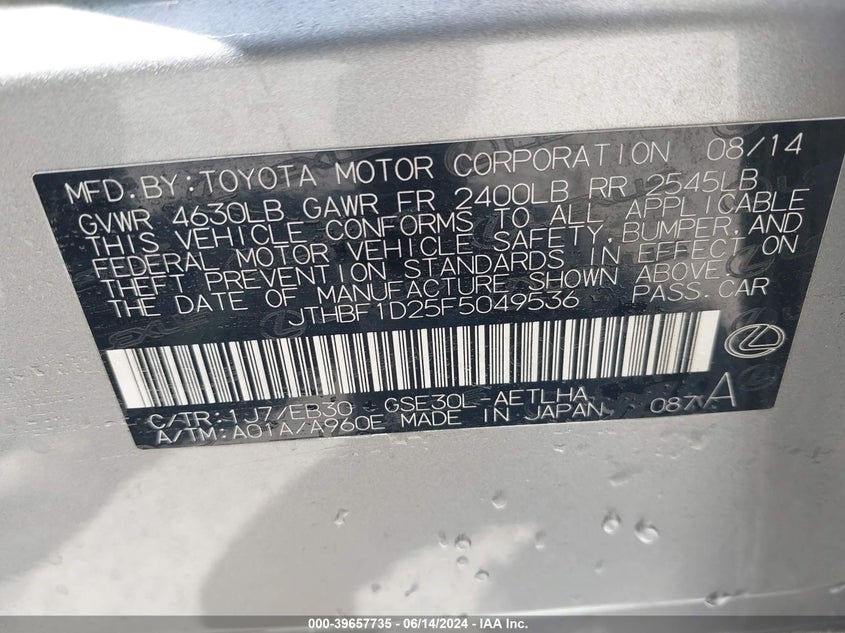 MFD.BY:TOYOTA MOTOR CORPORATION 08/14
GVWR 4630LB GAWR FR 2400LB RR 2545LB
THIS VEHICLE CONFORMS TO ALL APPLICABLE
FEDERAL MOTOR VEHICLE SAFETY,BUMPER,AND
THEFT PREVENTION STANDARDS IN EFFECT ON
THE DATE OF MANUFACTURE SHOWN ABOVE.
JTHBF1D25F5049536 PASS.CAR
C/TR:1J7/EB30 GSE30L-AETLHA
A/TM:A01A/A960E MADE IN JAPAN 087 A
000-39657735 - 06/14/2024 - IAA Inc.